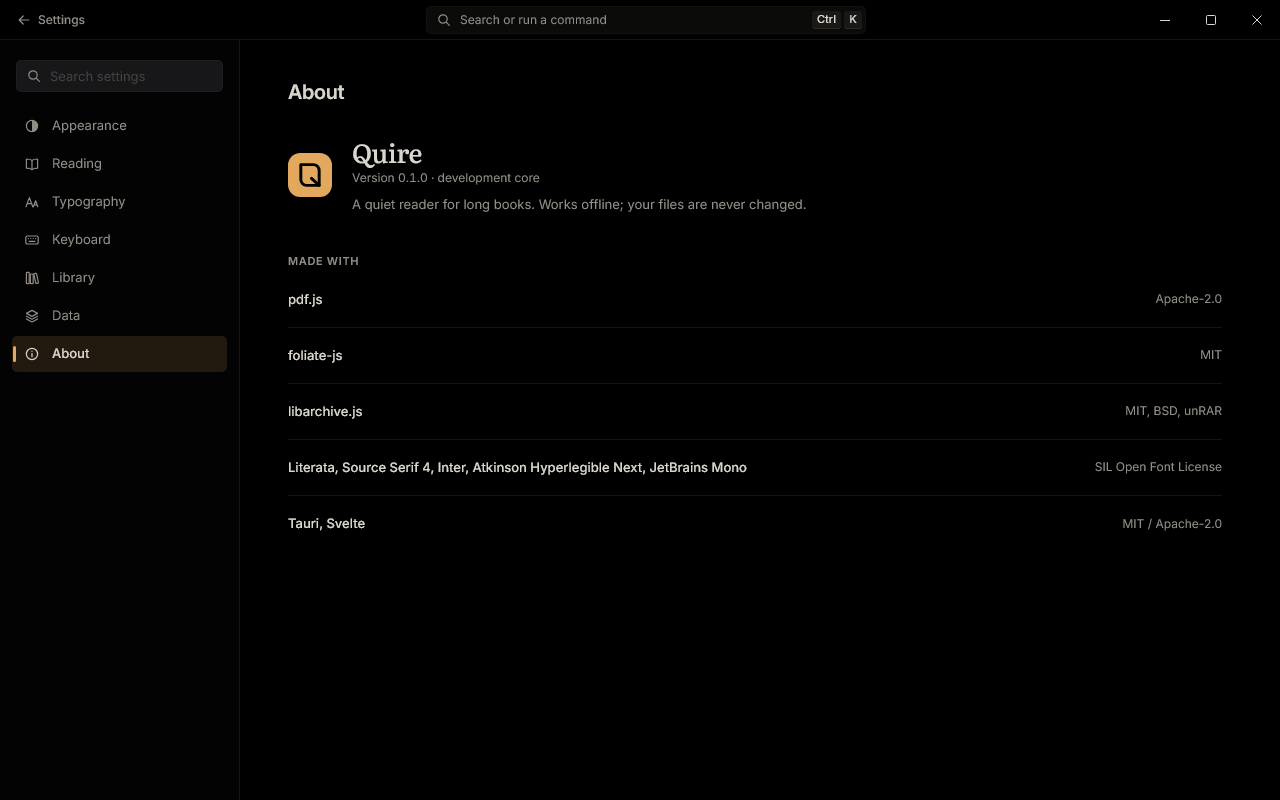 Settings
Search or run a command
Ctrl K
Search settings
Appearance
Reading
Typography
Keyboard
Library
Data
About
About
Quire
Version 0.1.0 · development core
A quiet reader for long books. Works offline; your files are never changed.
MADE WITH
pdf.js
Apache-2.0
foliate-js
MIT
libarchive.js
MIT, BSD, unRAR
Literata, Source Serif 4, Inter, Atkinson Hyperlegible Next, JetBrains Mono
SIL Open Font License
Tauri, Svelte
MIT / Apache-2.0